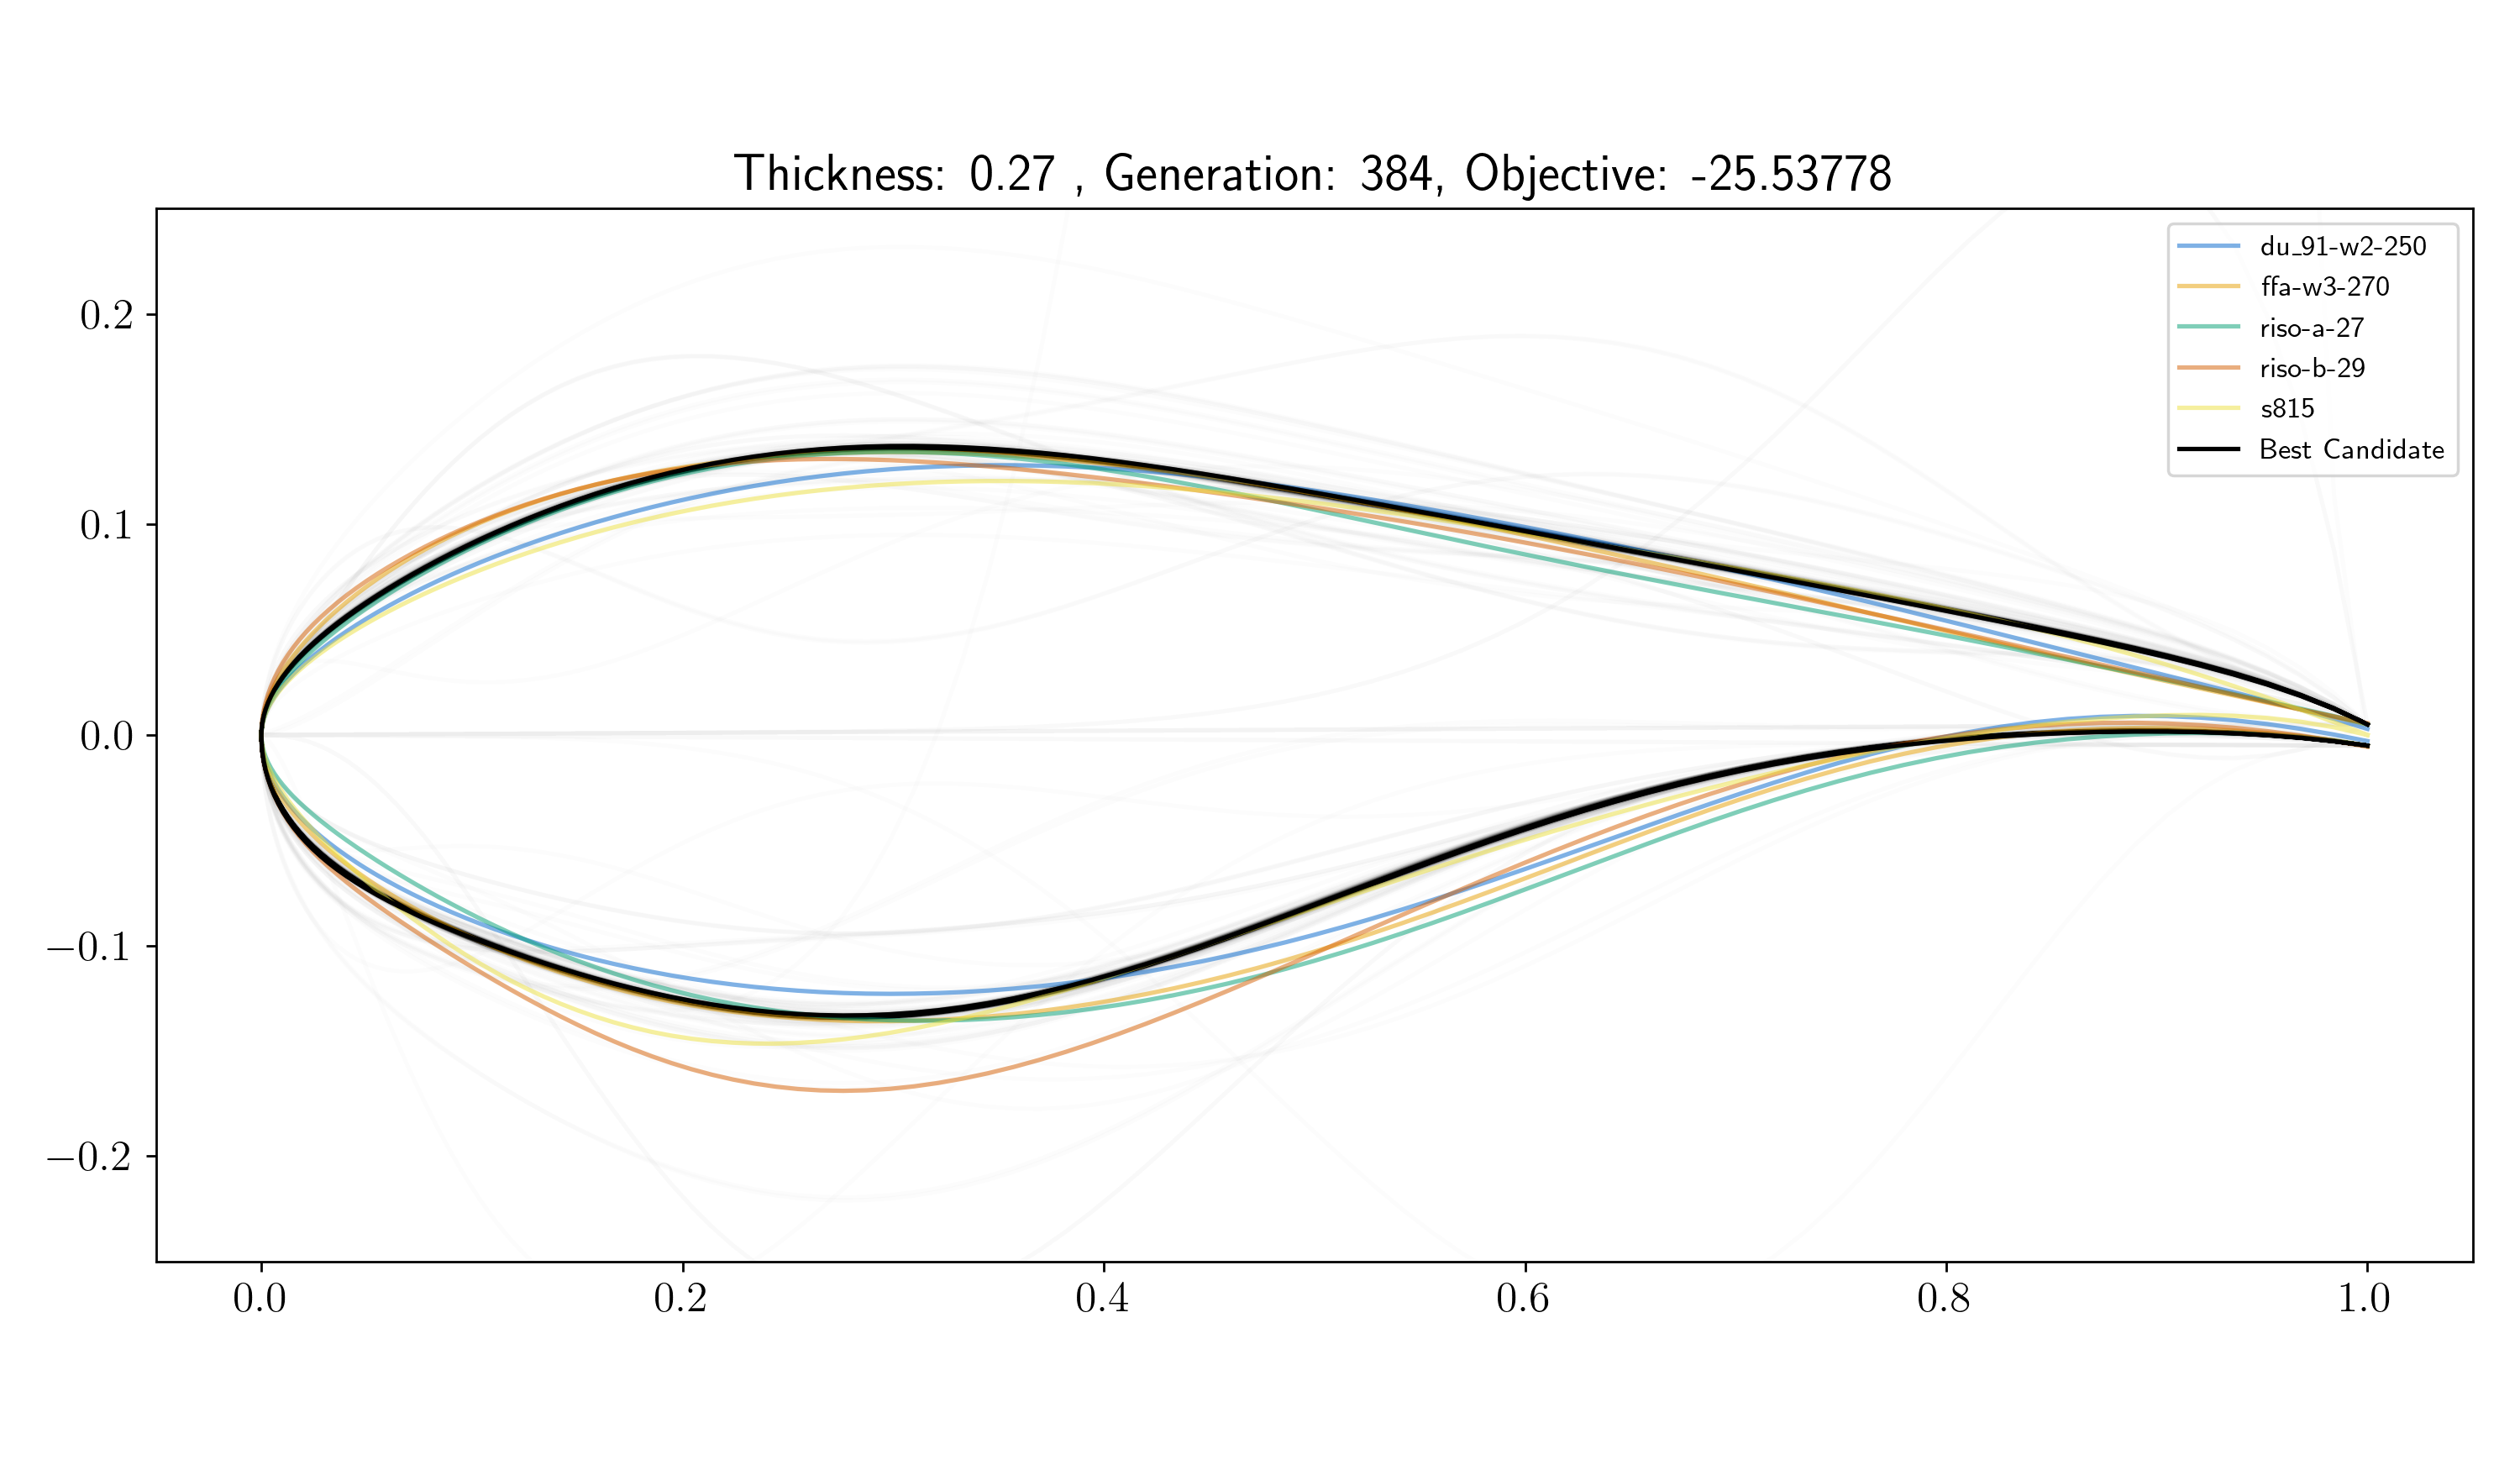 Thickness: 0.27 , Generation: 384, Objective: -25.53778
du_91-w2-250
ffa-w3-270
riso-a-27
riso-b-29
s815
Best Candidate
0.2
0.1
0.0
−0.1
−0.2
0.0 0.2 0.4 0.6 0.8 1.0